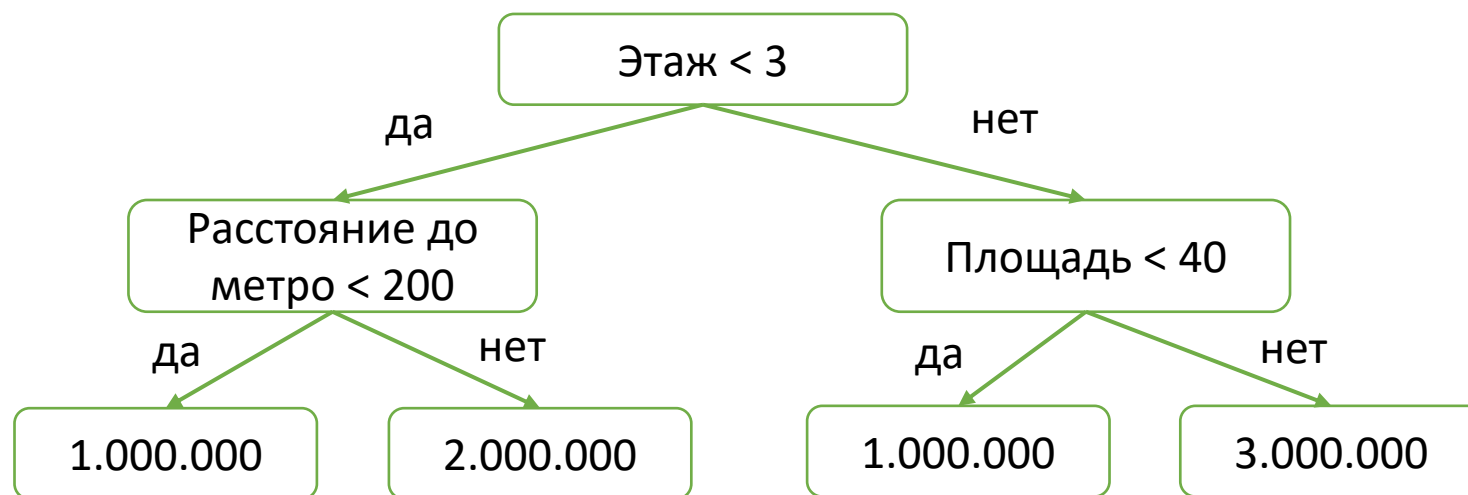 Этаж < 3
да
нет
Расстояние до
метро < 200
Площадь < 40
да
нет
да
нет
1.000.000
2.000.000
1.000.000
3.000.000